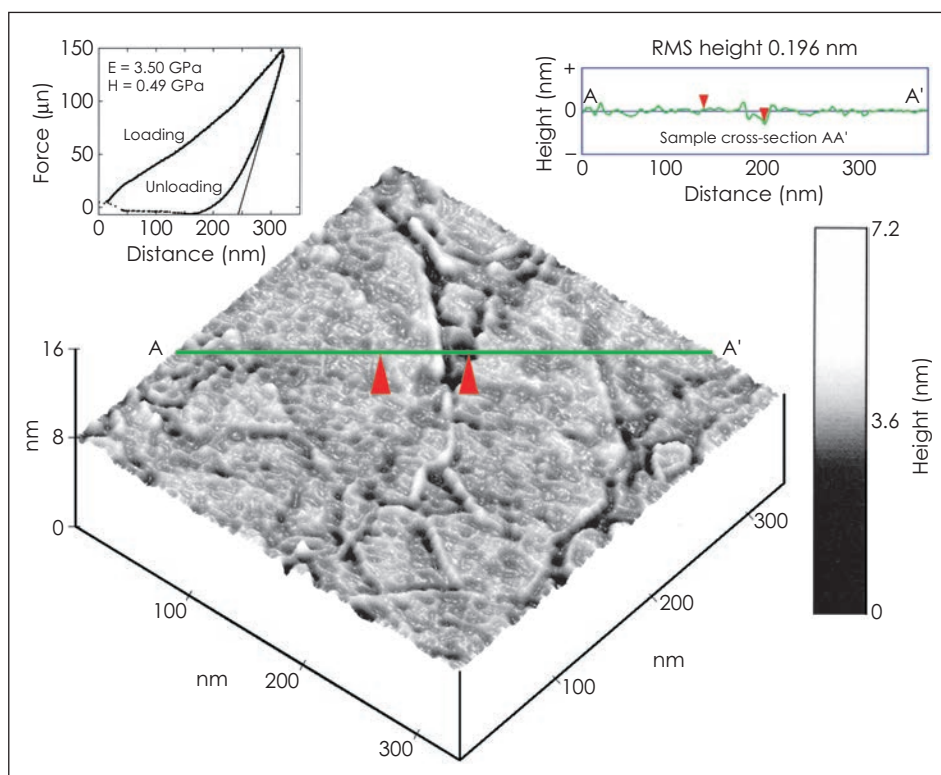 150
100
50
0
Force (μn)
E = 3.50 GPa
H = 0.49 GPa
Loading
Unloading
0 100 200 300
Distance (nm)
RMS height 0.196 nm
Height (nm)
+
0
–
A A'
Sample cross-section AA'
0 100 200 300
Distance (nm)
A A'
16
8
0
nm
100
200
300
nm
100
200
300
nm
7.2
3.6
0
Height (nm)